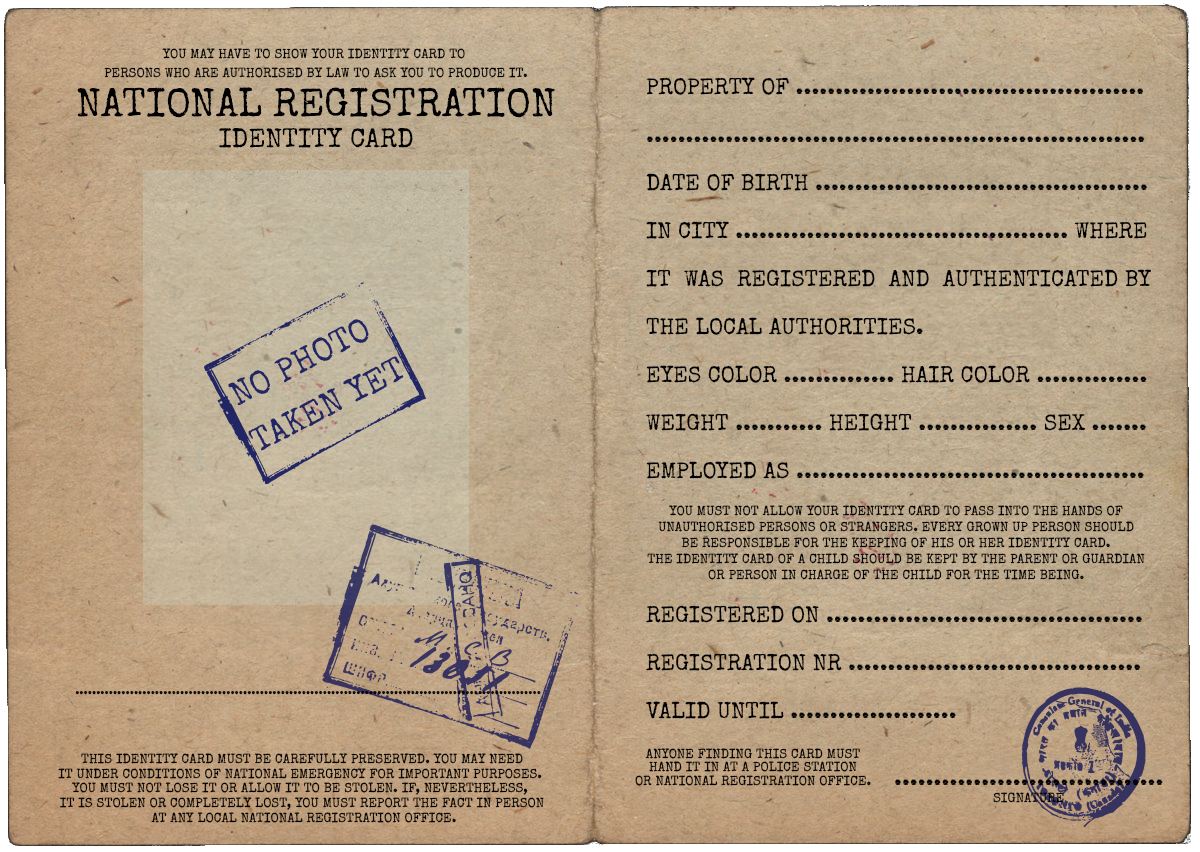 YOU MAY HAVE TO SHOW YOUR IDENTITY CARD TO
PERSONS WHO ARE AUTHORISED BY LAW TO ASK YOU TO PRODUCE IT.
NATIONAL REGISTRATION
IDENTITY CARD
NO PHOTO
TAKEN YET
ШИФР
THIS IDENTITY CARD MUST BE CAREFULLY PRESERVED. YOU MAY NEED
IT UNDER CONDITIONS OF NATIONAL EMERGENCY FOR IMPORTANT PURPOSES.
YOU MUST NOT LOSE IT OR ALLOW IT TO BE STOLEN. IF, NEVERTHELESS,
IT IS STOLEN OR COMPLETELY LOST, YOU MUST REPORT THE FACT IN PERSON
AT ANY LOCAL NATIONAL REGISTRATION OFFICE.
PROPERTY OF
DATE OF BIRTH
IN CITY WHERE
IT WAS REGISTERED AND AUTHENTICATED BY
THE LOCAL AUTHORITIES.
EYES COLOR HAIR COLOR
WEIGHT HEIGHT SEX
EMPLOYED AS
YOU MUST NOT ALLOW YOUR IDENTITY CARD TO PASS INTO THE HANDS OF
UNAUTHORISED PERSONS OR STRANGERS. EVERY GROWN UP PERSON SHOULD
BE RESPONSIBLE FOR THE KEEPING OF HIS OR HER IDENTITY CARD.
THE IDENTITY CARD OF A CHILD SHOULD BE KEPT BY THE PARENT OR GUARDIAN
OR PERSON IN CHARGE OF THE CHILD FOR THE TIME BEING.
REGISTERED ON
REGISTRATION NR
VALID UNTIL
ANYONE FINDING THIS CARD MUST
HAND IT IN AT A POLICE STATION
OR NATIONAL REGISTRATION OFFICE.
SIGNATURE
General of India
(Canada)